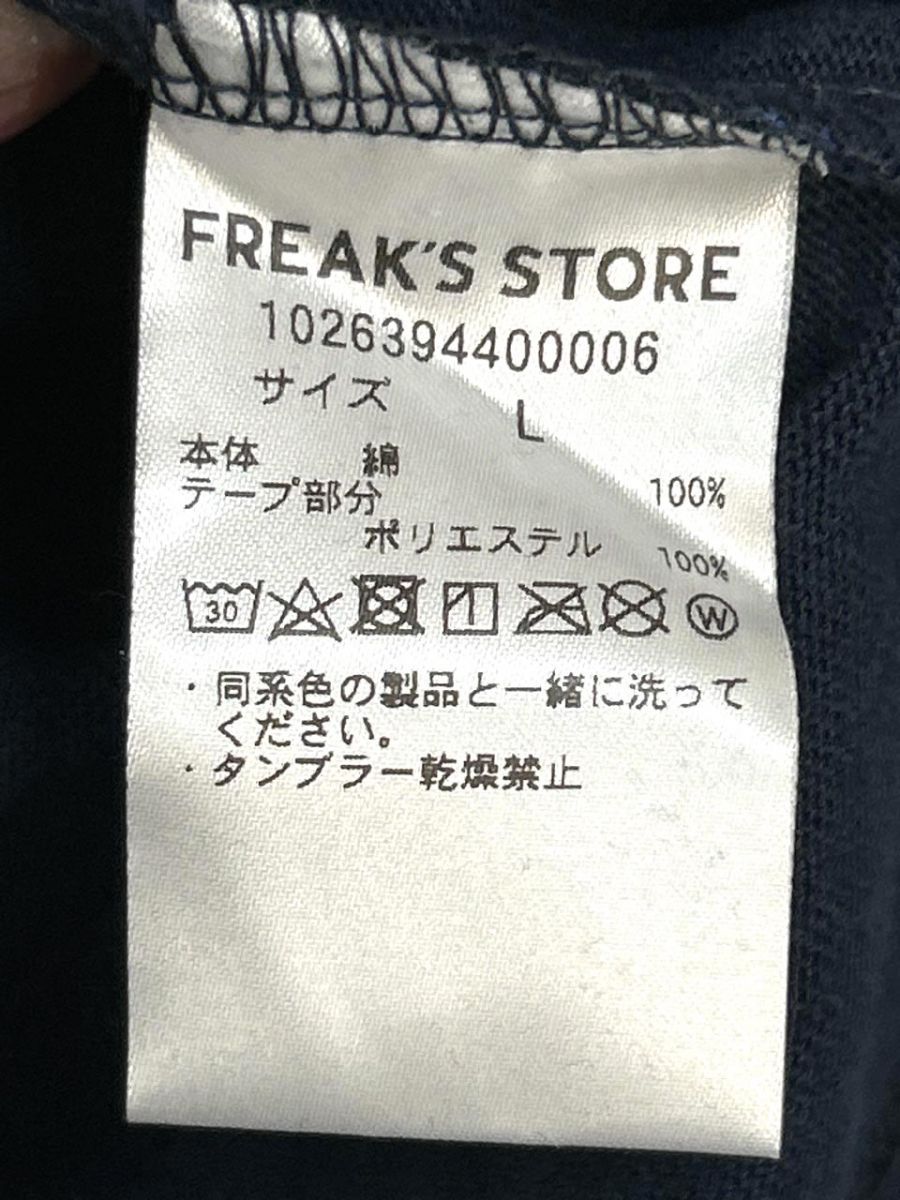 FREAK'S STORE
1026394400006
サイズ L
本体 綿 100%
テープ部分
ポリエステル 100%
30 W
・同系色の製品と一緒に洗って
ください。
・タンブラー乾燥禁止